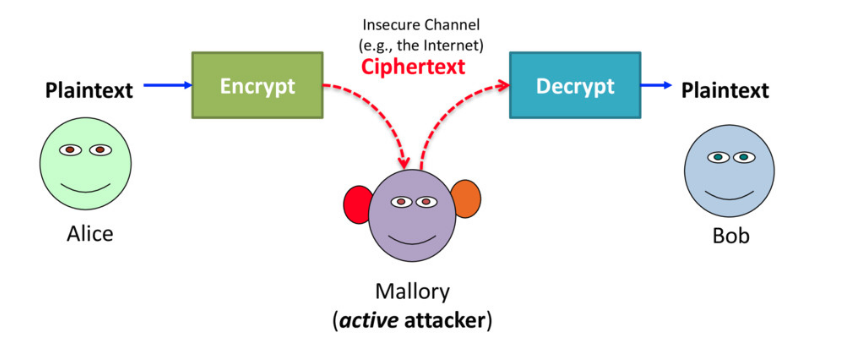 Insecure Channel
(e.g., the Internet)
Ciphertext
Plaintext
Encrypt
Decrypt
Plaintext
Alice
Bob
Mallory
(active attacker)